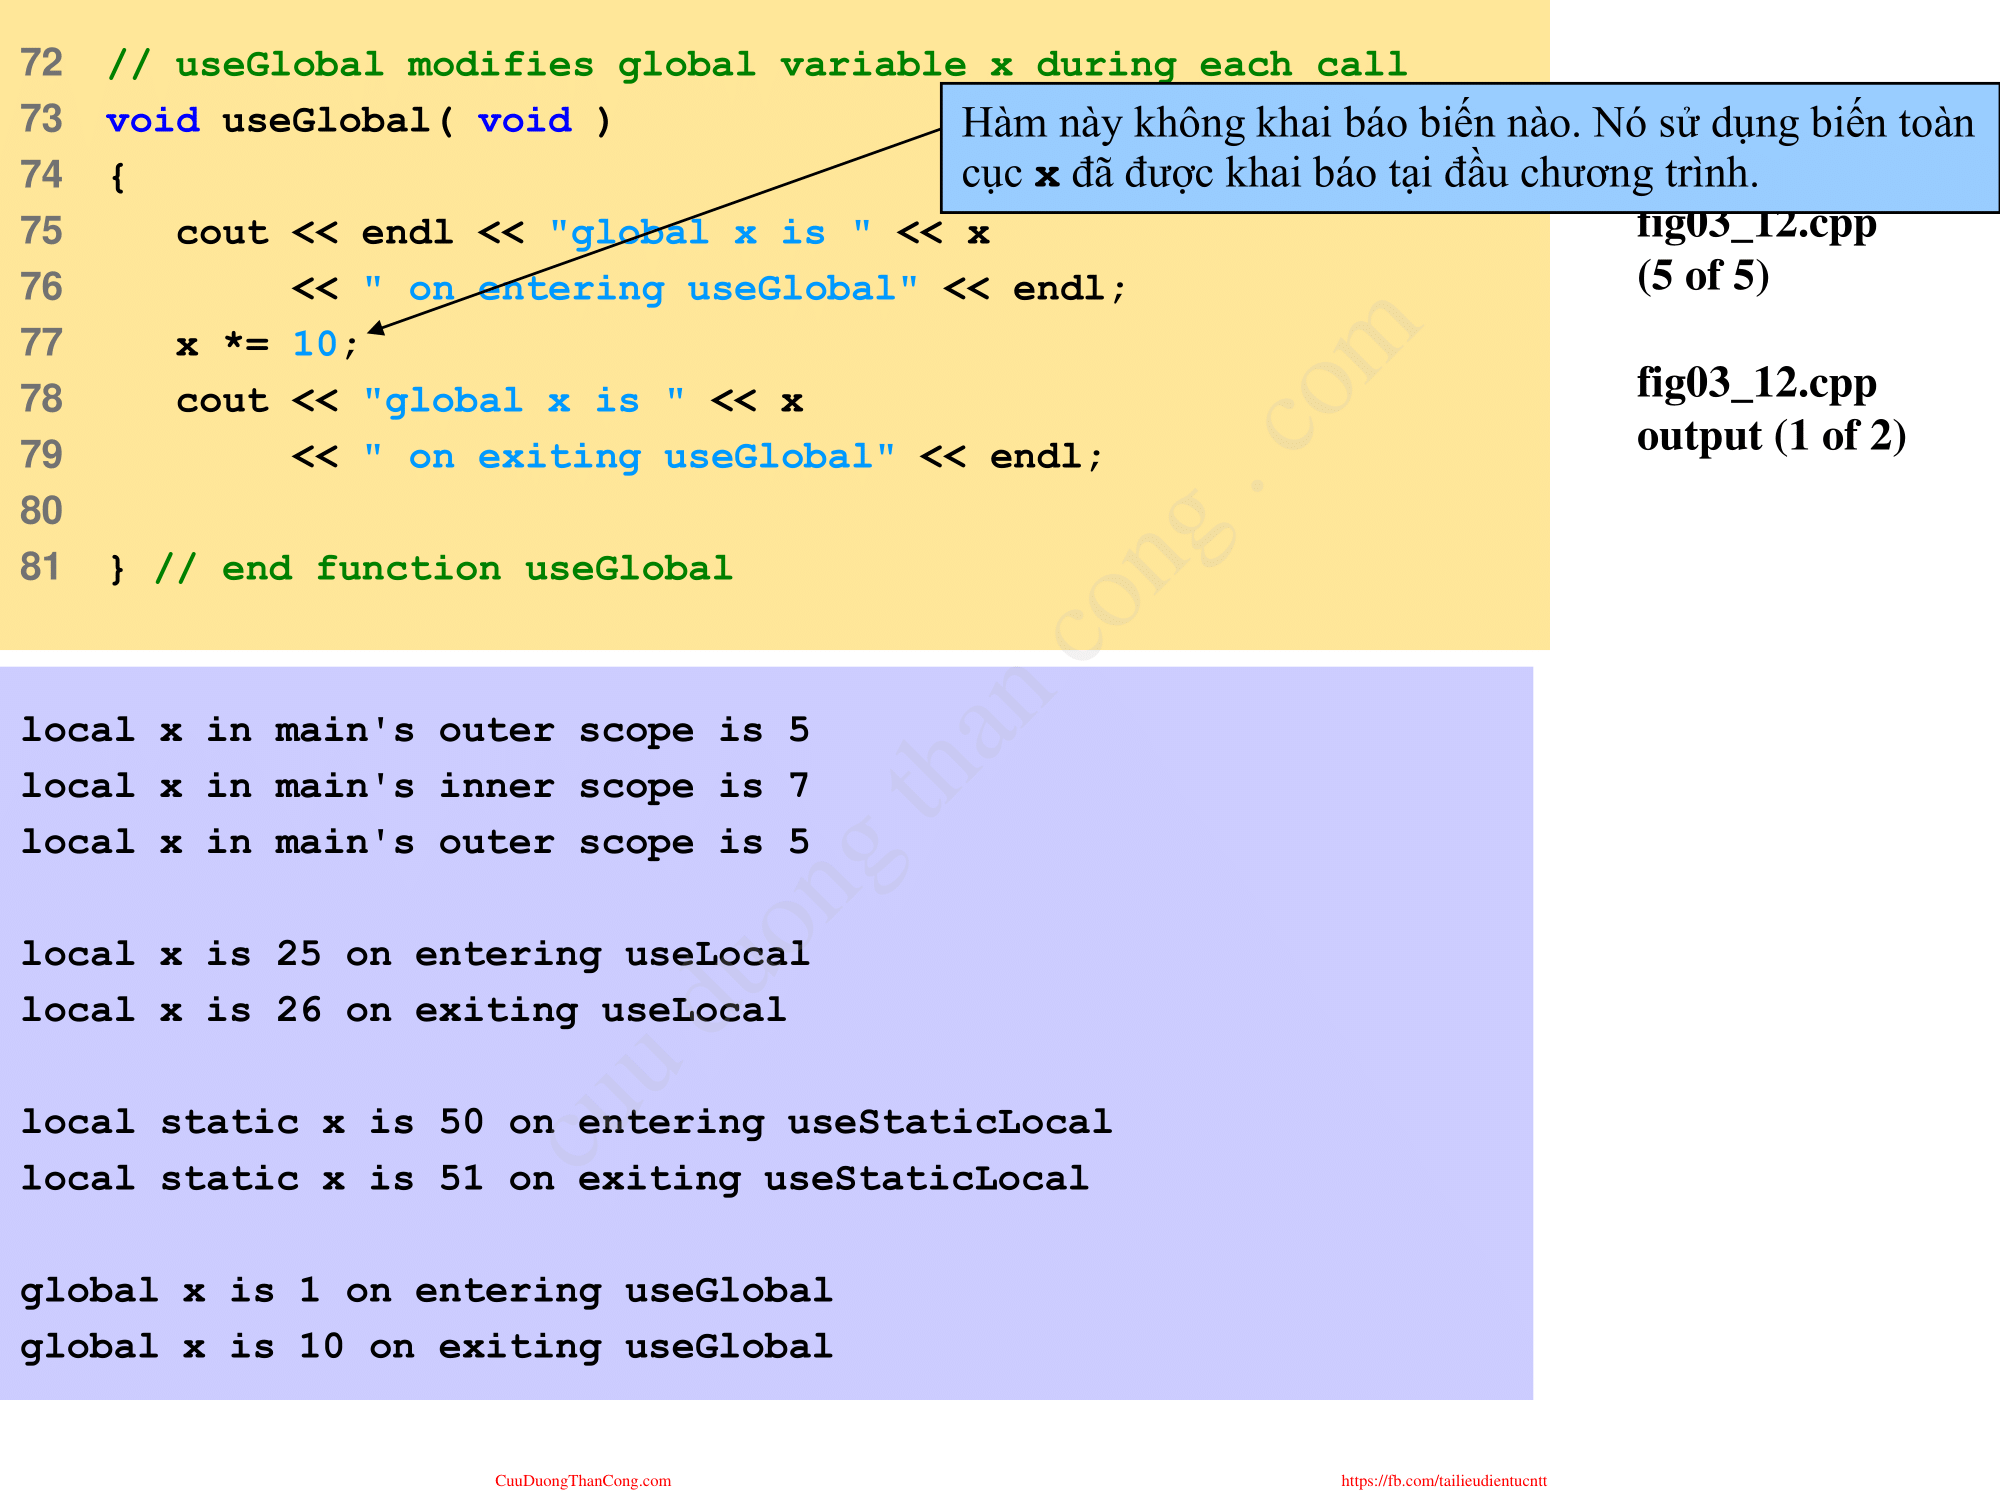 72 // useGlobal modifies global variable x during each call
73 void useGlobal( void )
74 {
75 cout << endl << "global x is " << x
76 << " on entering useGlobal" << endl;
77 x *= 10;
78 cout << "global x is " << x
79 << " on exiting useGlobal" << endl;
80
81 } // end function useGlobal
Hàm này không khai báo biến nào. Nó sử dụng biến toàn
cục x đã được khai báo tại đầu chương trình.
fig03_12.cpp
(5 of 5)
fig03_12.cpp
output (1 of 2)
local x in main's outer scope is 5
local x in main's inner scope is 7
local x in main's outer scope is 5
local x is 25 on entering useLocal
local x is 26 on exiting useLocal
local static x is 50 on entering useStaticLocal
local static x is 51 on exiting useStaticLocal
global x is 1 on entering useGlobal
global x is 10 on exiting useGlobal
cuu duong than cong . com
CuuDuongThanCong.com
https://fb.com/tailieudientucntt